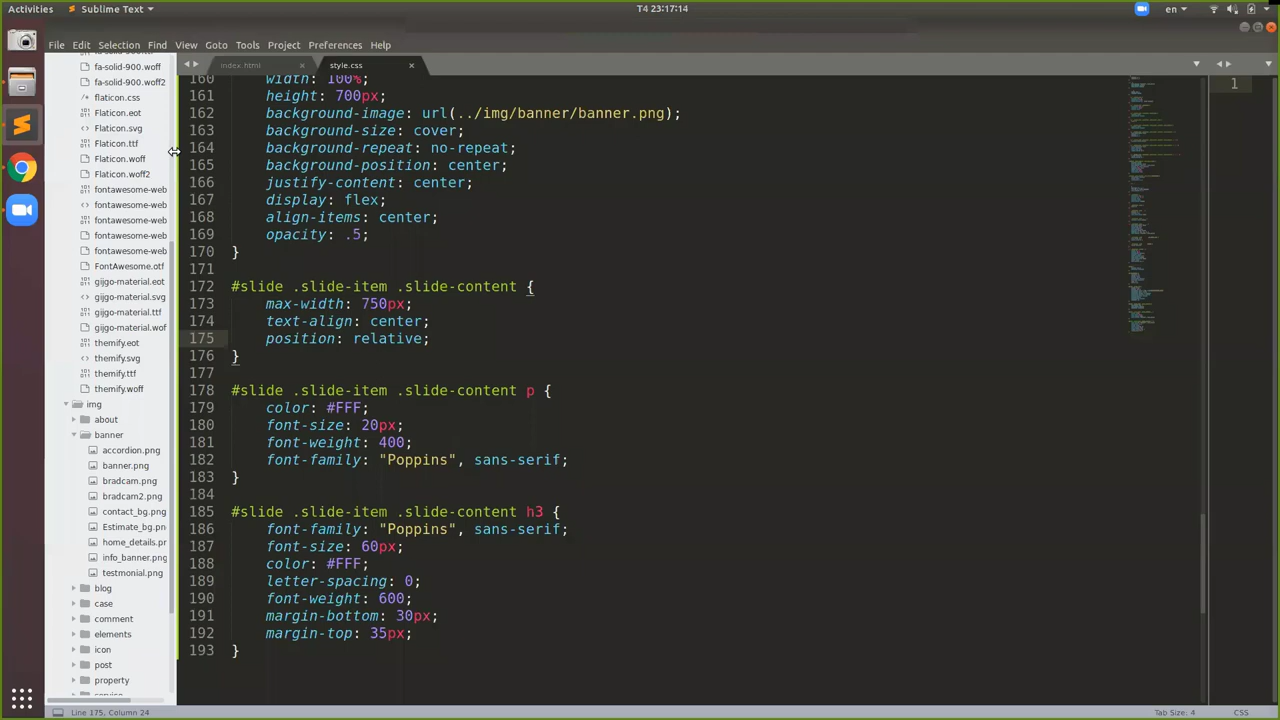 Activities
Sublime Text
T4 23:17:14
en
File
Edit
Selection
Find
View
Goto
Tools
Project
Preferences
Help
index.html
style.css
fa-solid-900.woff
fa-solid-900.woff2
flaticon.css
Flaticon.eot
Flaticon.svg
Flaticon.ttf
Flaticon.woff
Flaticon.woff2
fontawesome-web
fontawesome-web
fontawesome-web
fontawesome-web
fontawesome-web
FontAwesome.otf
gijgo-material.eot
gijgo-material.svg
gijgo-material.ttf
gijgo-material.wof
themify.eot
themify.svg
themify.ttf
themify.woff
img
about
banner
accordion.png
banner.png
bradcam.png
bradcam2.png
contact_bg.png
Estimate_bg.pn
home_details.pr
info_banner.png
testmonial.png
blog
case
comment
elements
icon
post
property
160 width: 100%;
161 height: 700px;
162 background-image: url(../img/banner/banner.png);
163 background-size: cover;
164 background-repeat: no-repeat;
165 background-position: center;
166 justify-content: center;
167 display: flex;
168 align-items: center;
169 opacity: .5;
170 }
171
172 #slide .slide-item .slide-content {
173 max-width: 750px;
174 text-align: center;
175 position: relative;
176 }
177
178 #slide .slide-item .slide-content p {
179 color: #FFF;
180 font-size: 20px;
181 font-weight: 400;
182 font-family: "Poppins", sans-serif;
183 }
184
185 #slide .slide-item .slide-content h3 {
186 font-family: "Poppins", sans-serif;
187 font-size: 60px;
188 color: #FFF;
189 letter-spacing: 0;
190 font-weight: 600;
191 margin-bottom: 30px;
192 margin-top: 35px;
193 }
1
Line 175, Column 24
Tab Size: 4
CSS